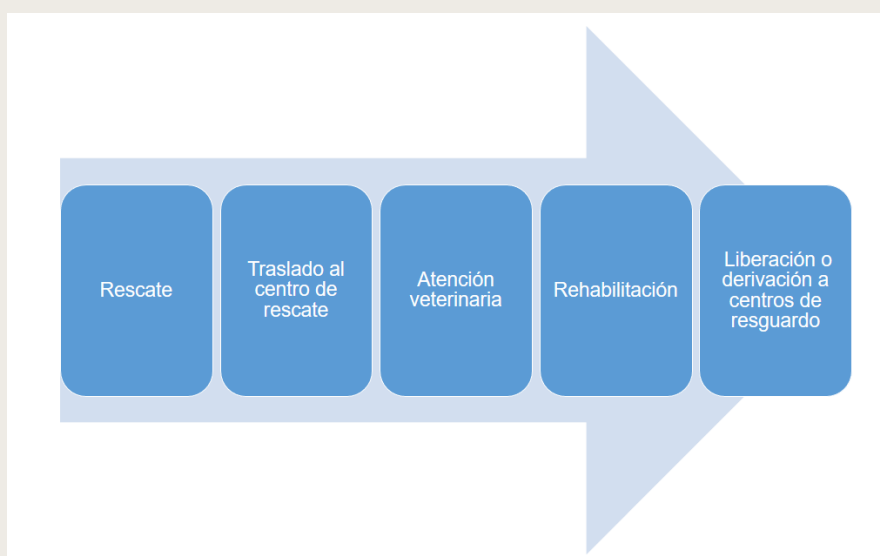 Rescate
Traslado al
centro de
rescate
Atención
veterinaria
Rehabilitación
Liberación o
derivación a
centros de
resguardo